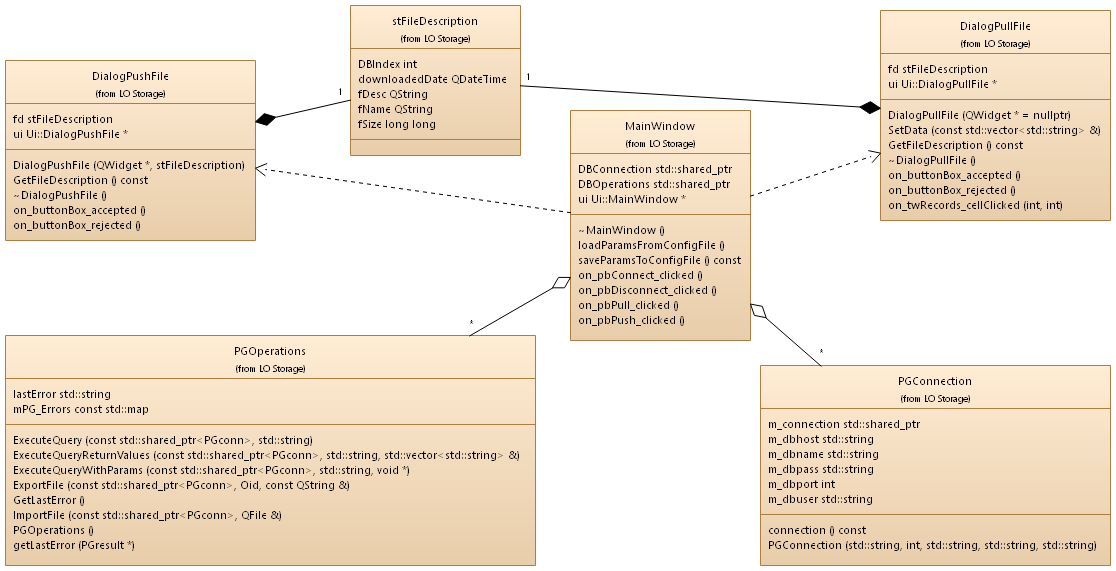 stFileDescription
(from LO Storage)
DBIndex int
downloadedDate QDateTime
fDesc QString
fName QString
fSize long long
DialogPullFile
(from LO Storage)
fd stFileDescription
ui Ui::DialogPullFile *
DialogPullFile (QWidget * = nullptr)
SetData (const std::vector<std::string> &)
GetFileDescription () const
~DialogPullFile ()
on_buttonBox_accepted ()
on_buttonBox_rejected ()
on_twRecords_cellClicked (int, int)
DialogPushFile
(from LO Storage)
fd stFileDescription
ui Ui::DialogPushFile *
DialogPushFile (QWidget *, stFileDescription)
GetFileDescription () const
~DialogPushFile ()
on_buttonBox_accepted ()
on_buttonBox_rejected ()
1
1
MainWindow
(from LO Storage)
DBConnection std::shared_ptr
DBOperations std::shared_ptr
ui Ui::MainWindow *
~MainWindow ()
loadParamsFromConfigFile ()
saveParamsToConfigFile () const
on_pbConnect_clicked ()
on_pbDisconnect_clicked ()
on_pbPull_clicked ()
on_pbPush_clicked ()
*
*
PGOperations
(from LO Storage)
lastError std::string
mPG_Errors const std::map
ExecuteQuery (const std::shared_ptr<PGconn>, std::string)
ExecuteQueryReturnValues (const std::shared_ptr<PGconn>, std::string, std::vector<std::string> &)
ExecuteQueryWithParams (const std::shared_ptr<PGconn>, std::string, void *)
ExportFile (const std::shared_ptr<PGconn>, Oid, const QString &)
GetLastError ()
ImportFile (const std::shared_ptr<PGconn>, QFile &)
PGOperations ()
getLastError (PGresult *)
PGConnection
(from LO Storage)
m_connection std::shared_ptr
m_dbhost std::string
m_dbname std::string
m_dbpass std::string
m_dbport int
m_dbuser std::string
connection () const
PGConnection (std::string, int, std::string, std::string, std::string)